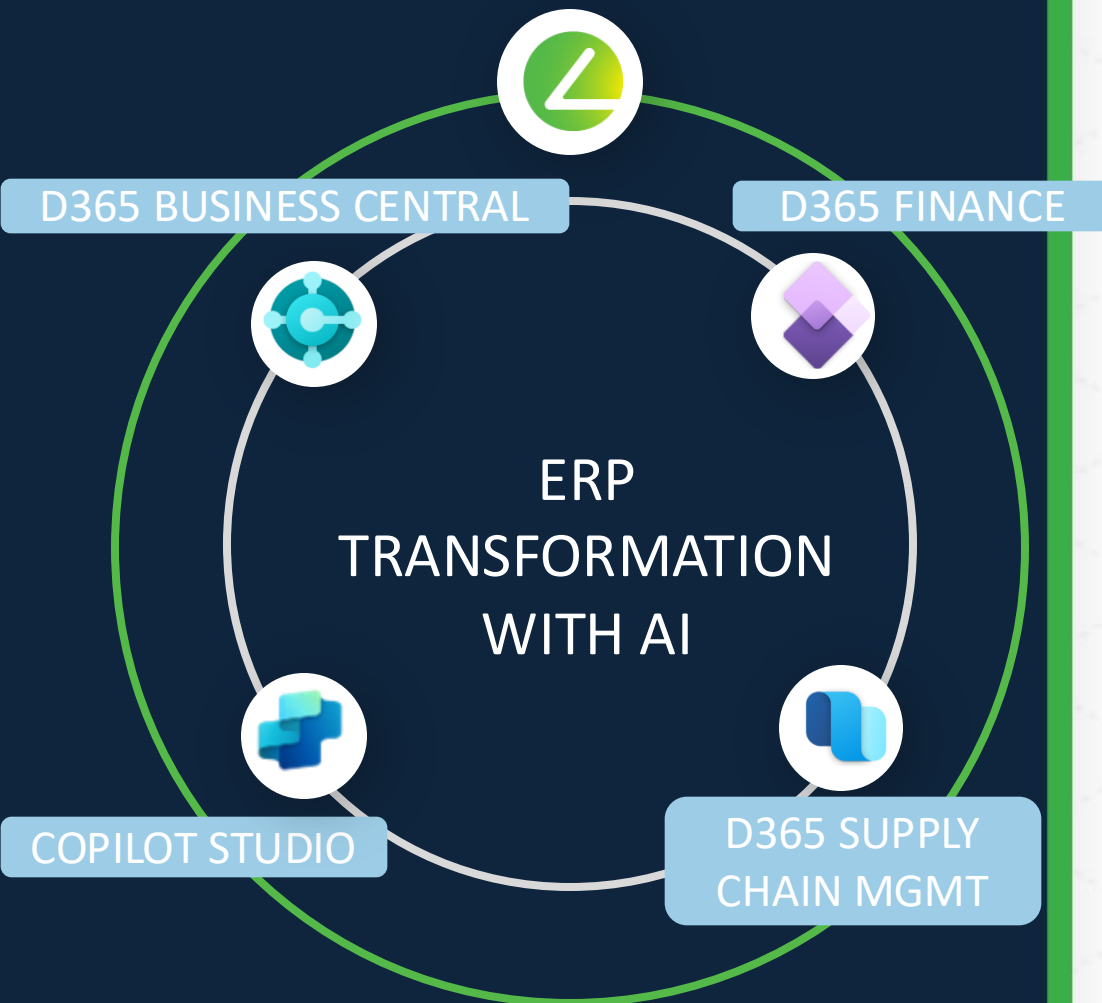 D365 BUSINESS CENTRAL
D365 FINANCE
ERP
TRANSFORMATION
WITH AI
COPILOT STUDIO
D365 SUPPLY
CHAIN MGMT